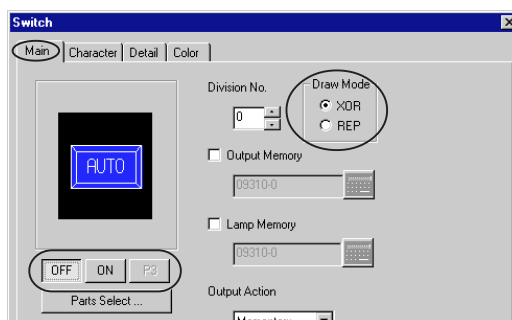 Switch
Main Character Detail Color
Division No. Draw Mode
0 XOR
REP
AUTO
Output Memory
09310-0
Lamp Memory
09310-0
OFF ON P3
Parts Select ...
Output Action
Momentary